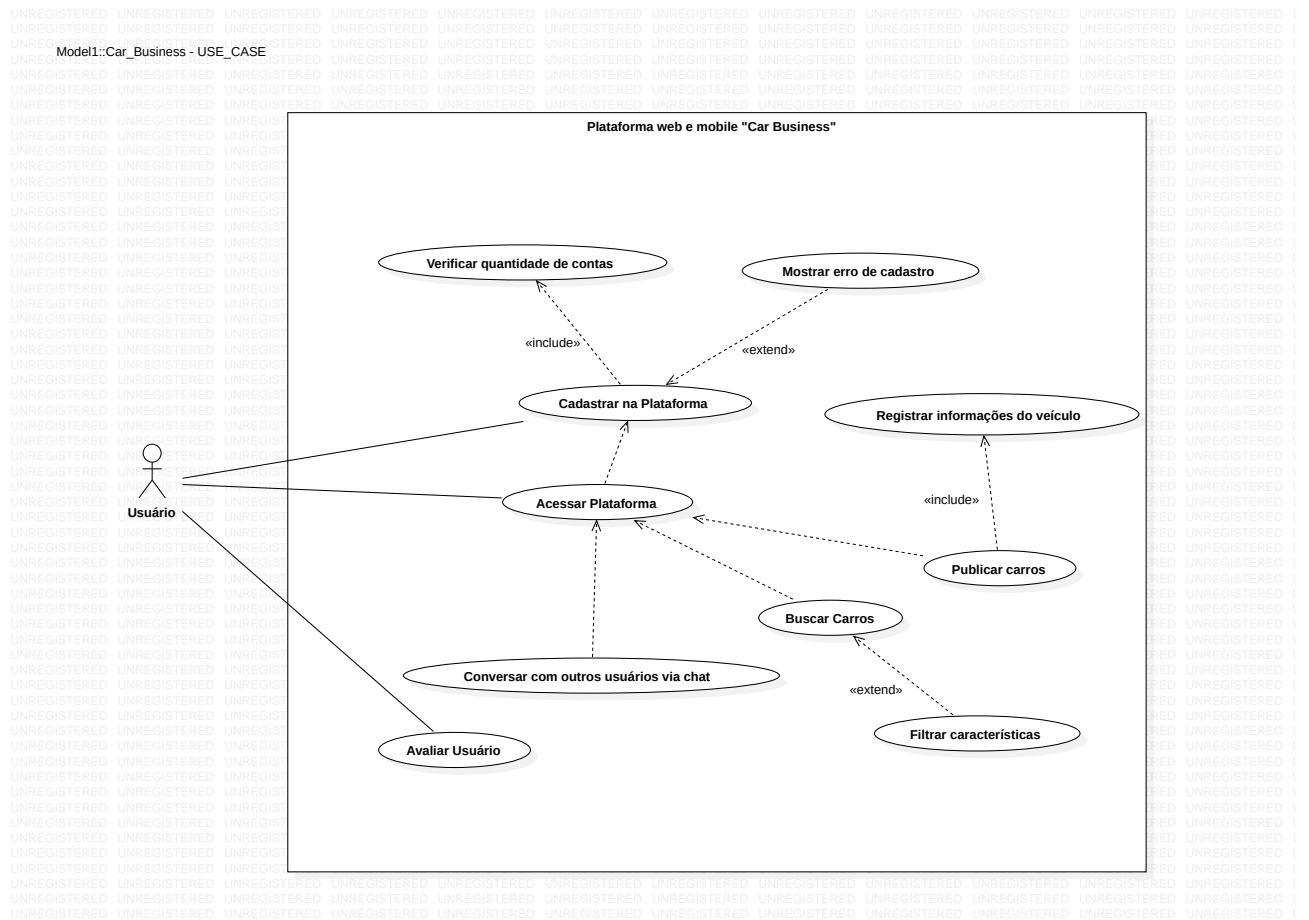 Model1::Car_Business - USE_CASE
Plataforma web e mobile "Car Business"
Verificar quantidade de contas
Mostrar erro de cadastro
«include»
«extend»
Cadastrar na Plataforma
Registrar informações do veículo
Usuário
Acessar Plataforma
«include»
Publicar carros
Buscar Carros
Conversar com outros usuários via chat
«extend»
Filtrar características
Avaliar Usuário
UNREGISTERED